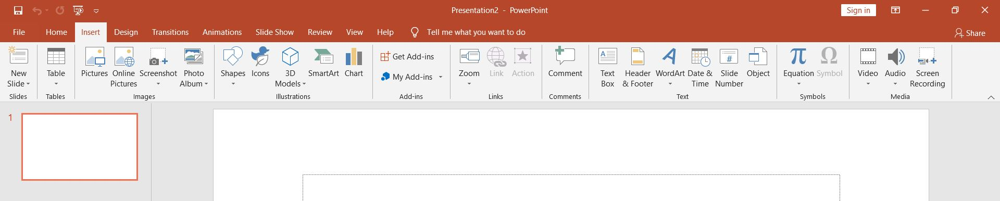 Presentation2 - PowerPoint
Sign in
File Home Insert Design Transitions Animations Slide Show Review View Help Tell me what you want to do Share
New Slide
Table
Pictures
Online Pictures
Screenshot
Photo Album
Shapes
Icons
3D Models
SmartArt
Chart
Get Add-ins
My Add-ins
Zoom
Link
Action
Comment
A
Text Box
Header & Footer
A
WordArt
Date & Time
#
Slide Number
Object
π
Equation
Ω
Symbol
Video
Audio
Screen Recording
Slides Tables Images Illustrations Add-ins Links Comments Text Symbols Media
1